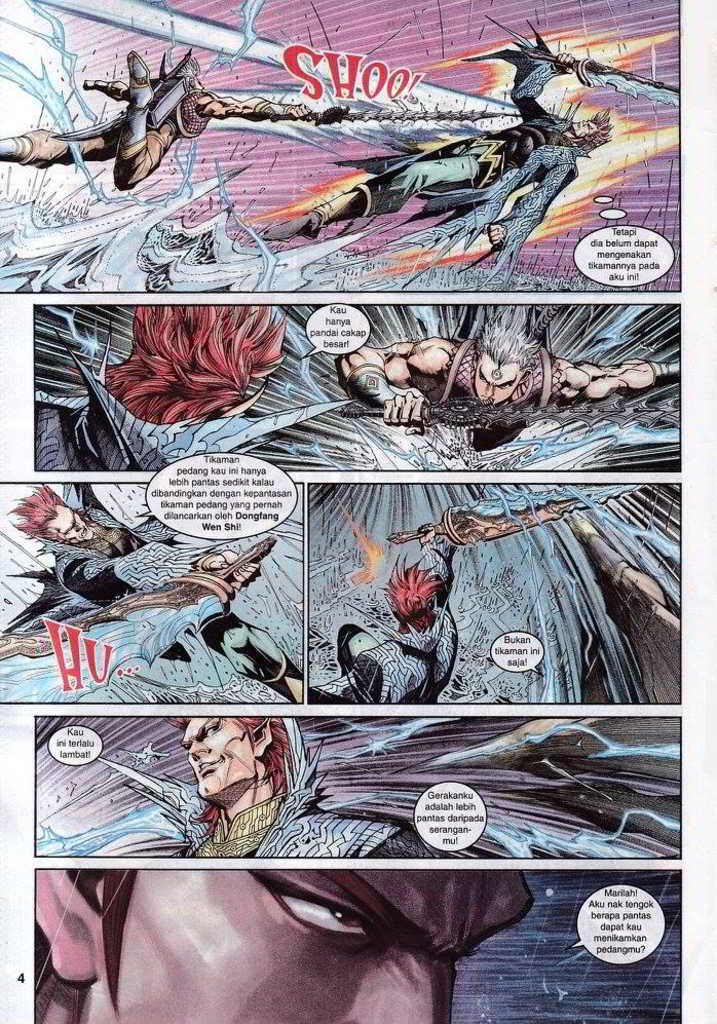 SHOO!
Tetapi
dia belum dapat
mengenakan
tikamannya pada
aku ini!
Kau
hanya
pandai cakap
besar!
Tikaman
pedang kau ini hanya
lebih pantas sedikit kalau
dibandingkan dengan kepantasan
tikaman pedang yang pernah
dilancarkan oleh Dongfang
Wen Shi!
HU...
Bukan
tikaman ini
saja!
Kau
ini terlalu
lambat!
Gerakanku
adalah lebih
pantas daripada
serangan-
mu!
Marilah!
Aku nak tengok
berapa pantas
dapat kau
menikamkan
pedangmu?
4